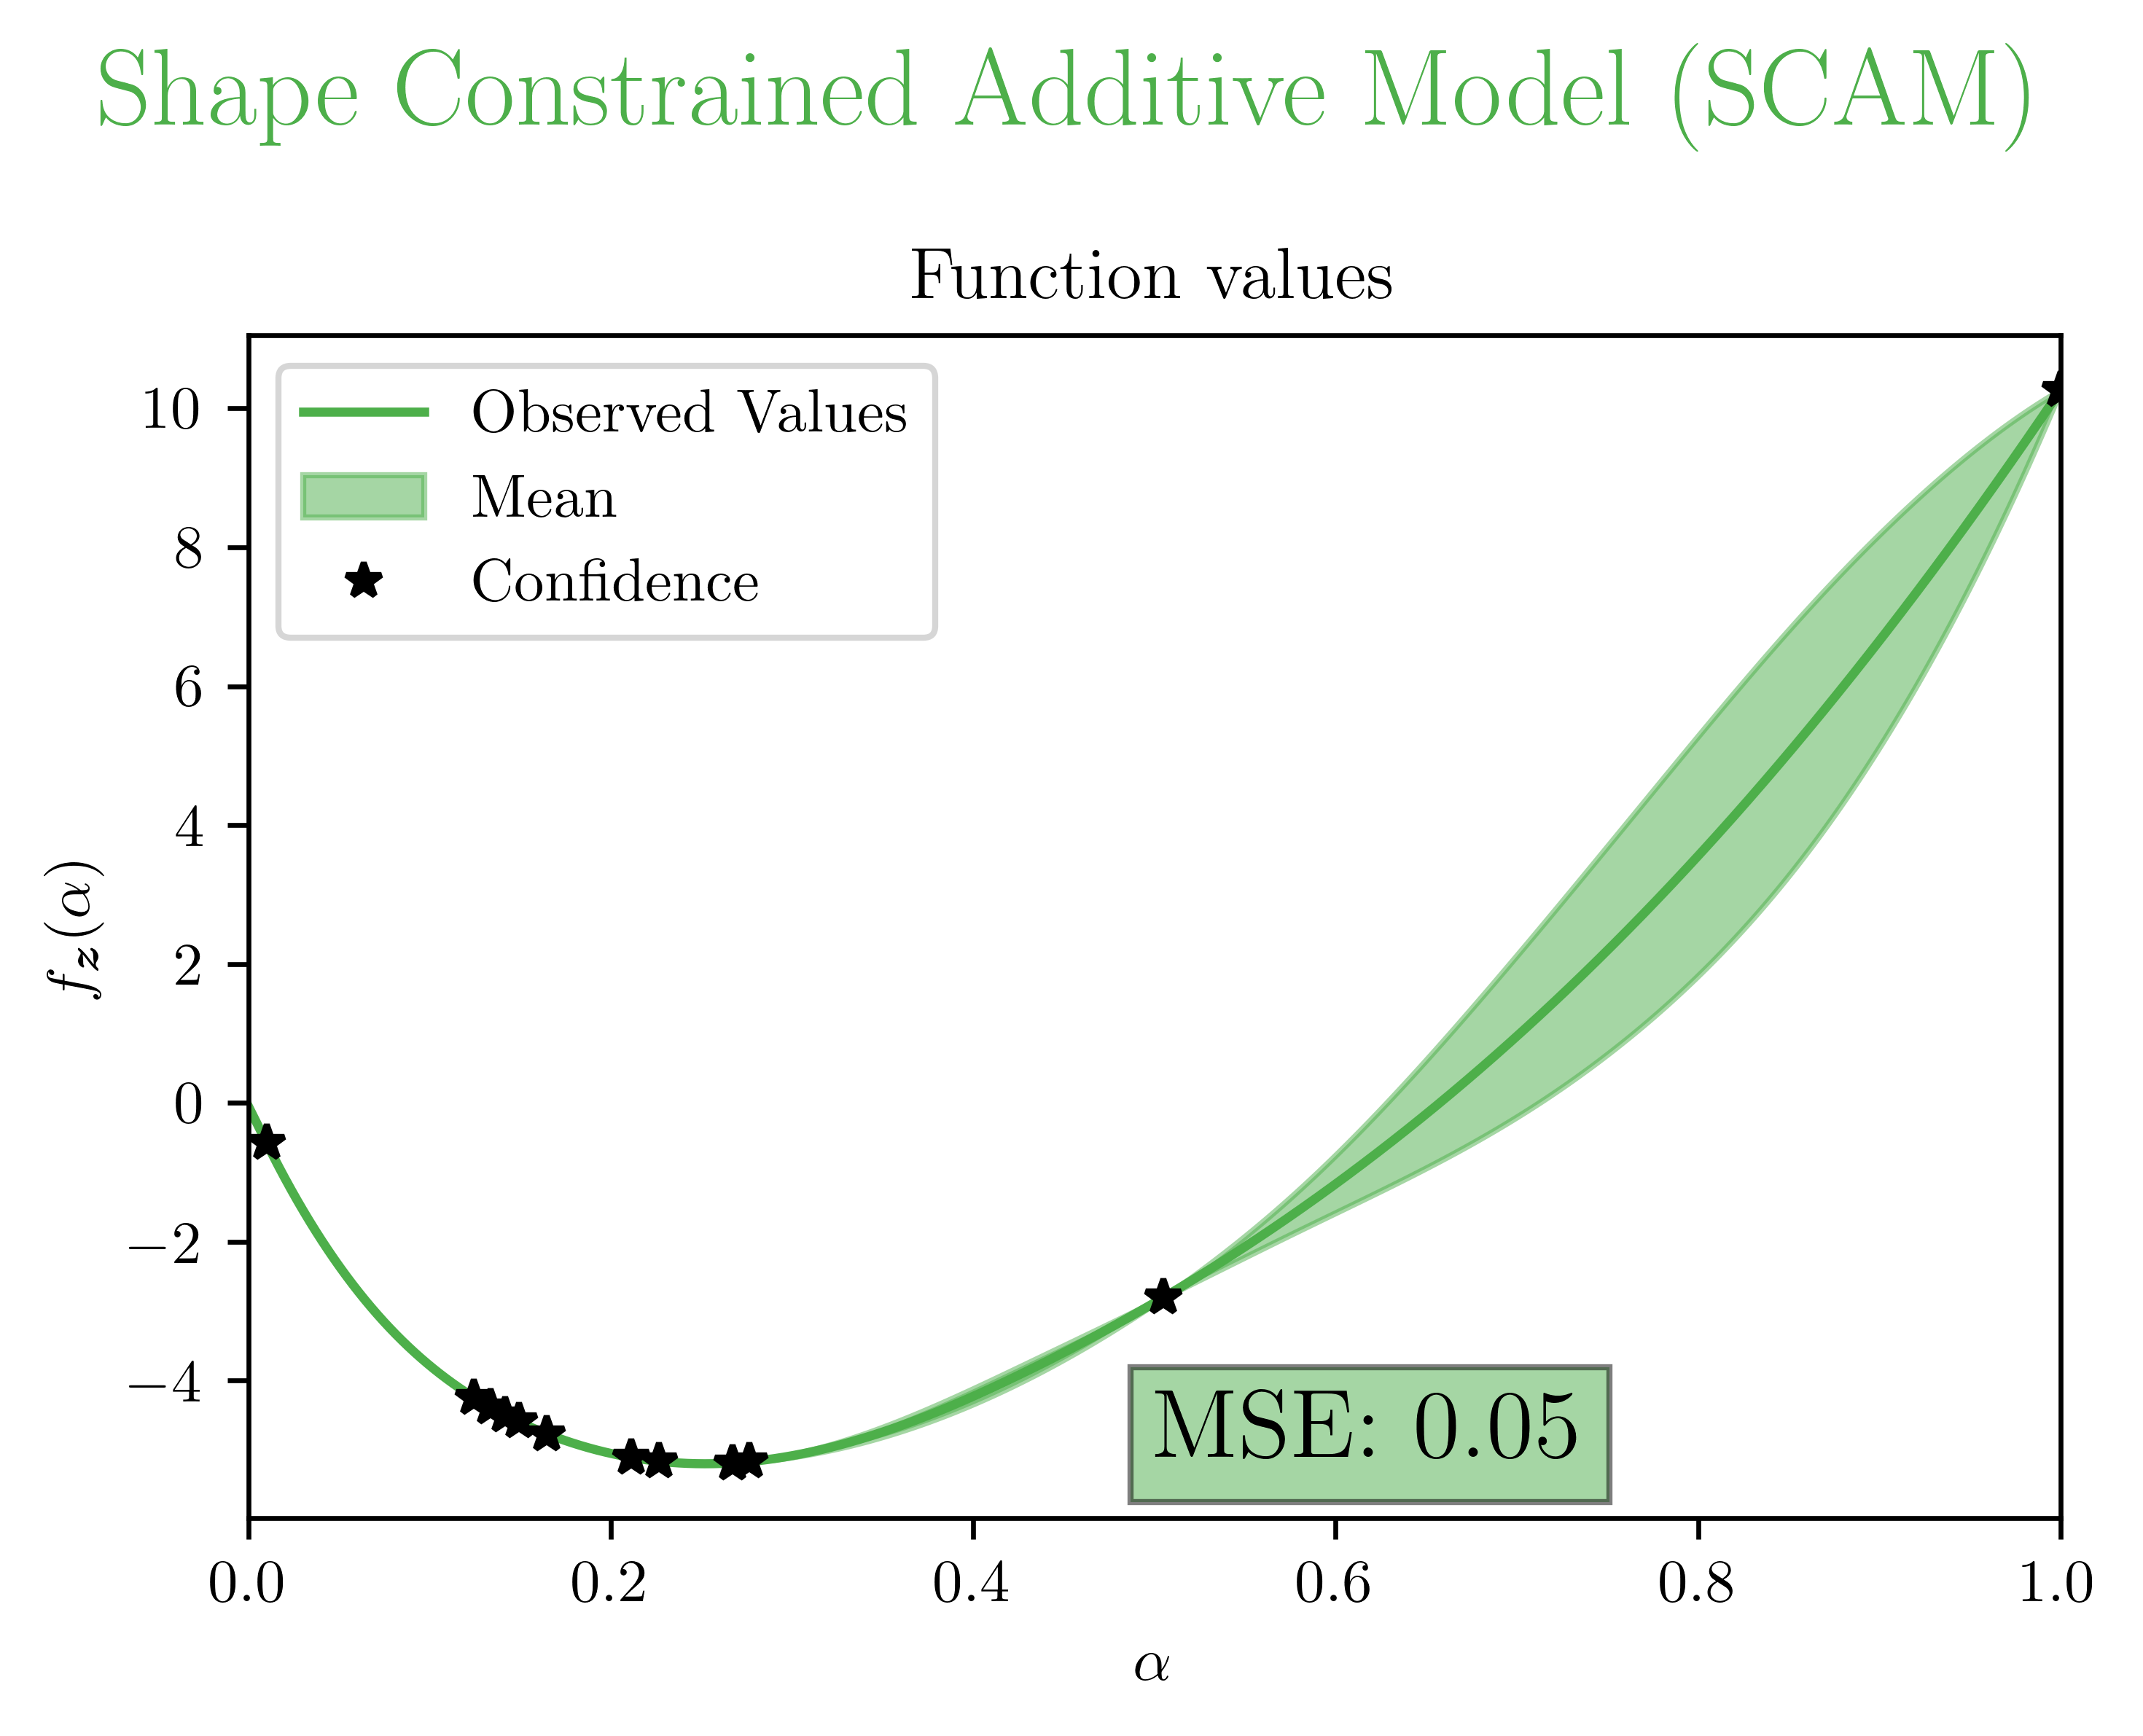 Shape Constrained Additive Model (SCAM)
Function values
Observed Values
Mean
Confidence
10
8
6
4
2
0
−2
−4
f_z(α)
MSE: 0.05
0.0 0.2 0.4 0.6 0.8 1.0
α